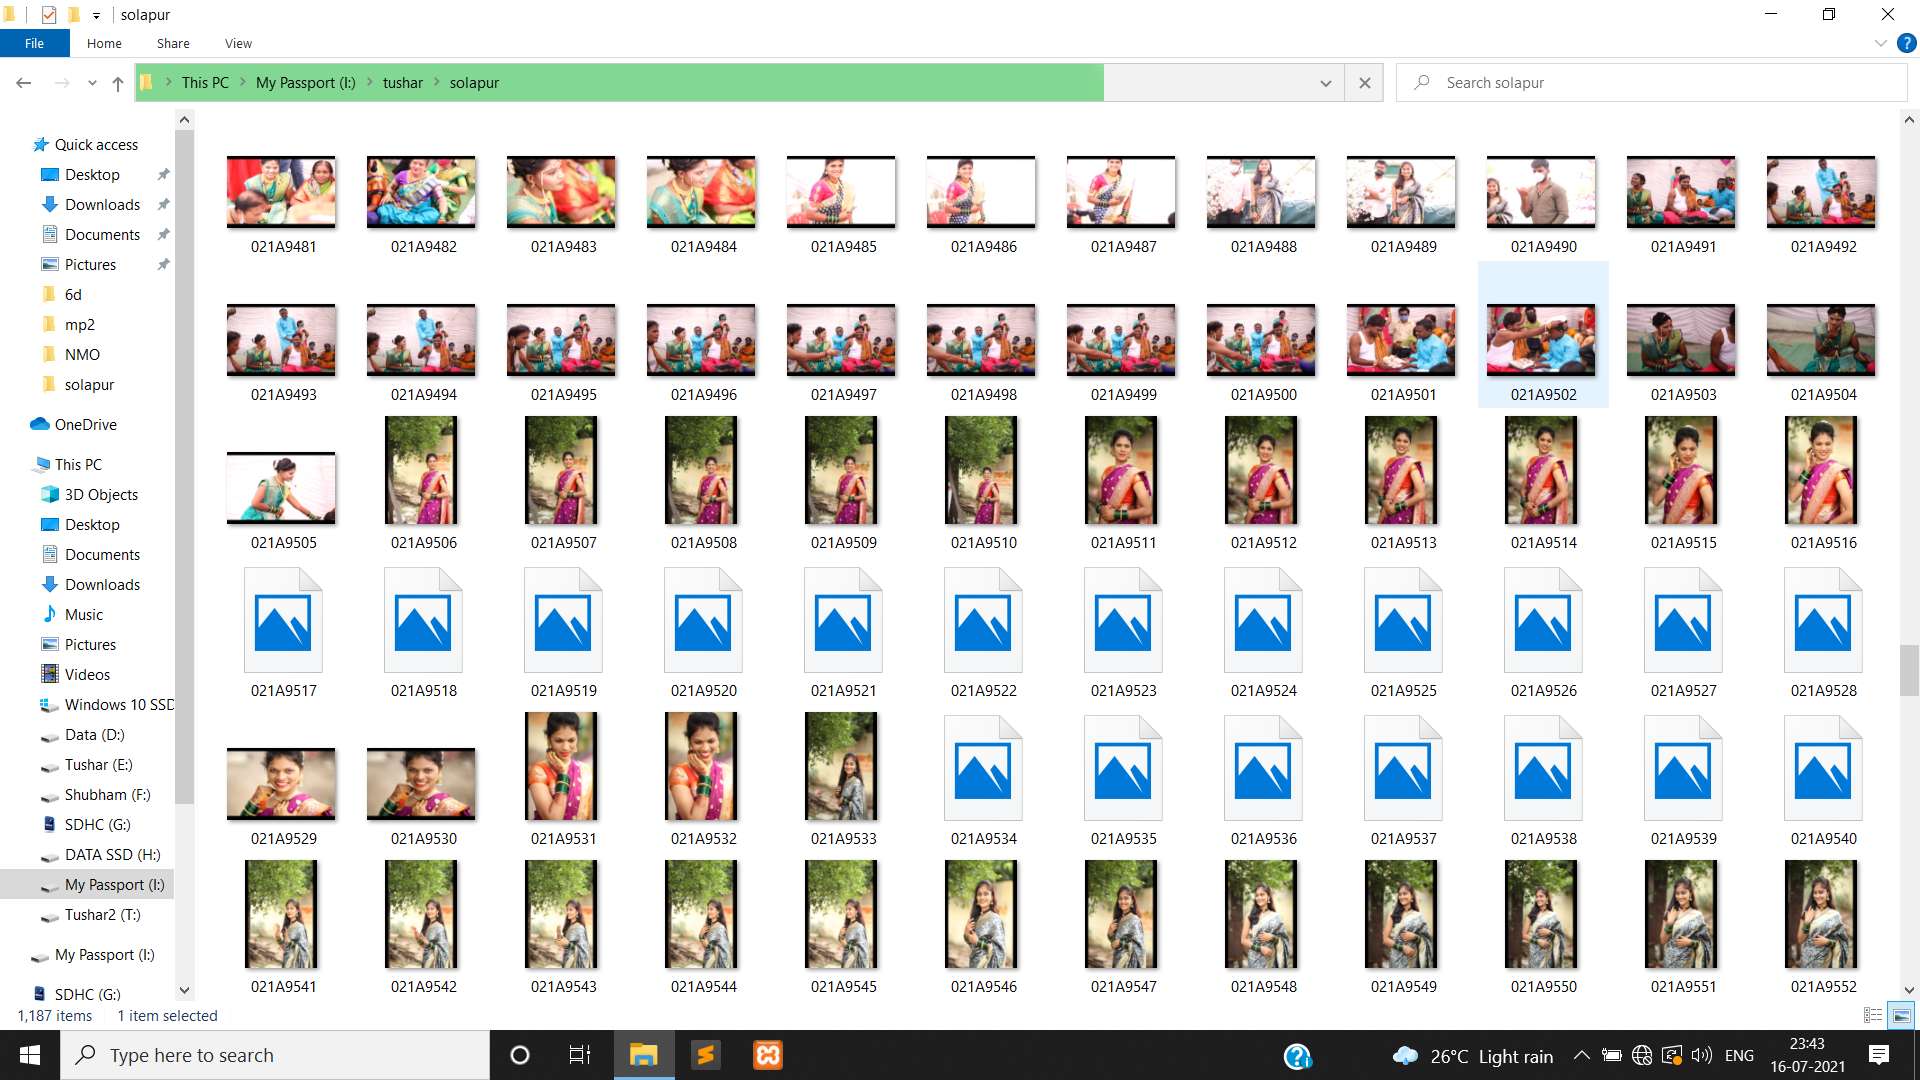 solapur
File Home Share View
This PC My Passport (I:) tushar solapur
Search solapur
Quick access
Desktop
Downloads
Documents
Pictures
6d
mp2
NMO
solapur
OneDrive
This PC
3D Objects
Desktop
Documents
Downloads
Music
Pictures
Videos
Windows 10 SSD
Data (D:)
Tushar (E:)
Shubham (F:)
SDHC (G:)
DATA SSD (H:)
My Passport (I:)
Tushar2 (T:)
My Passport (I:)
SDHC (G:)
021A9481 021A9482 021A9483 021A9484 021A9485 021A9486 021A9487 021A9488 021A9489 021A9490 021A9491 021A9492
021A9493 021A9494 021A9495 021A9496 021A9497 021A9498 021A9499 021A9500 021A9501 021A9502 021A9503 021A9504
021A9505 021A9506 021A9507 021A9508 021A9509 021A9510 021A9511 021A9512 021A9513 021A9514 021A9515 021A9516
021A9517 021A9518 021A9519 021A9520 021A9521 021A9522 021A9523 021A9524 021A9525 021A9526 021A9527 021A9528
021A9529 021A9530 021A9531 021A9532 021A9533 021A9534 021A9535 021A9536 021A9537 021A9538 021A9539 021A9540
021A9541 021A9542 021A9543 021A9544 021A9545 021A9546 021A9547 021A9548 021A9549 021A9550 021A9551 021A9552
1,187 items 1 item selected
Type here to search
26°C Light rain
ENG
23:43
16-07-2021